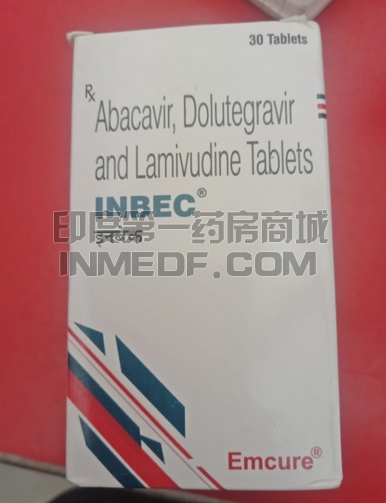 30 Tablets
Rx
Abacavir, Dolutegravir
and Lamivudine Tablets
INBEC®
印度第一药房商城
इनबेक
INMEDF.COM
Emcure®